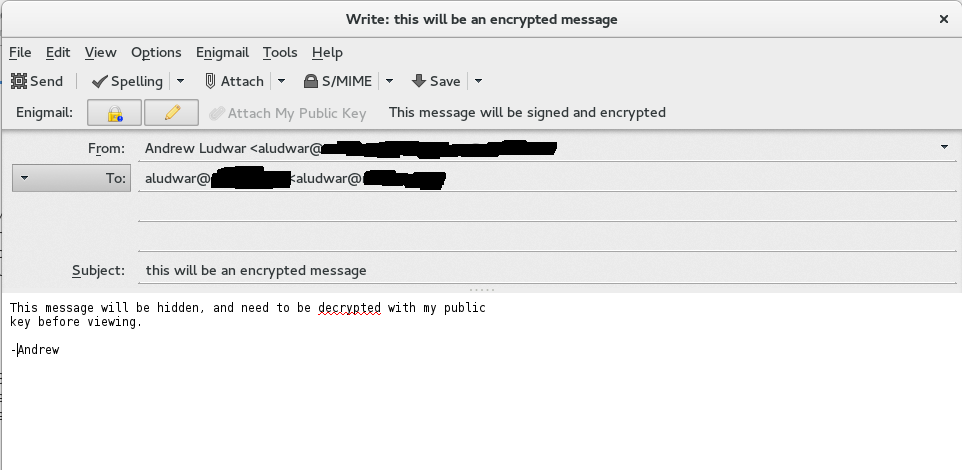 Write: this will be an encrypted message ×
File Edit View Options Enigmail Tools Help
Send Spelling Attach S/MIME Save
Enigmail: Attach My Public Key This message will be signed and encrypted
From: Andrew Ludwar <aludwar@
To: aludwar@ <aludwar@
Subject: this will be an encrypted message
This message will be hidden, and need to be decrypted with my public
key before viewing.
-Andrew